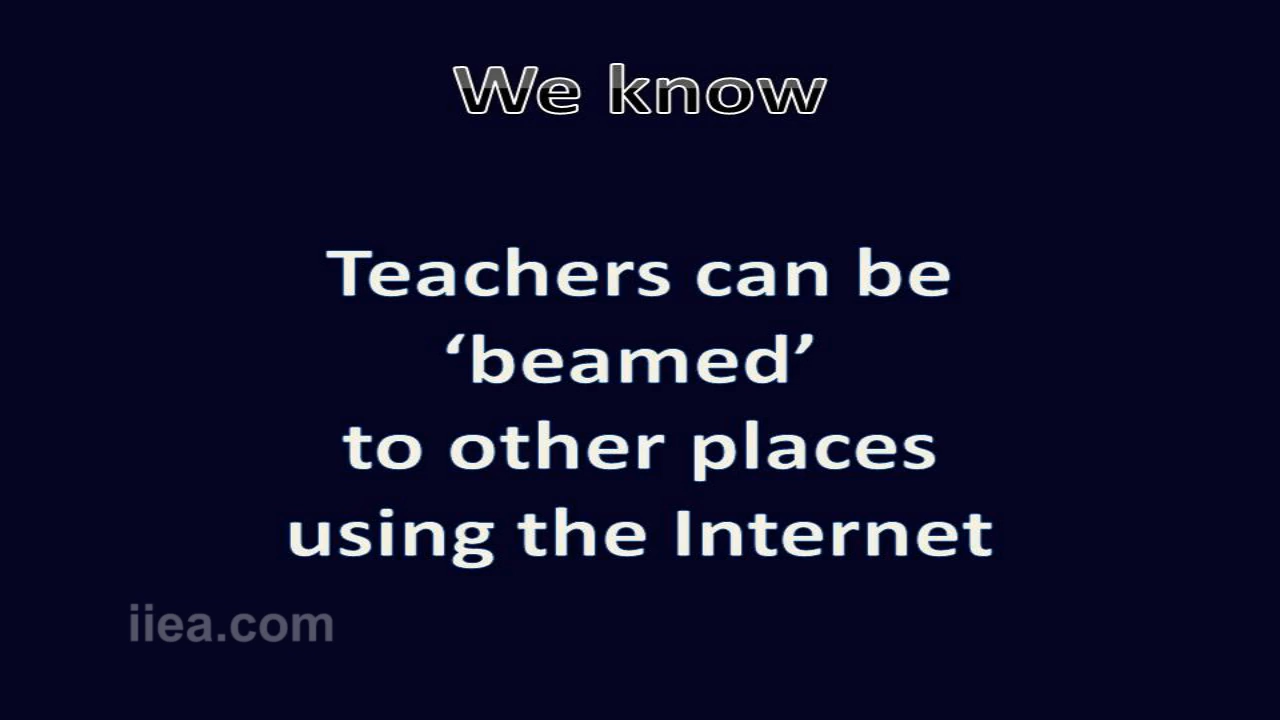 We know
Teachers can be
‘beamed’
to other places
using the Internet
iiea.com